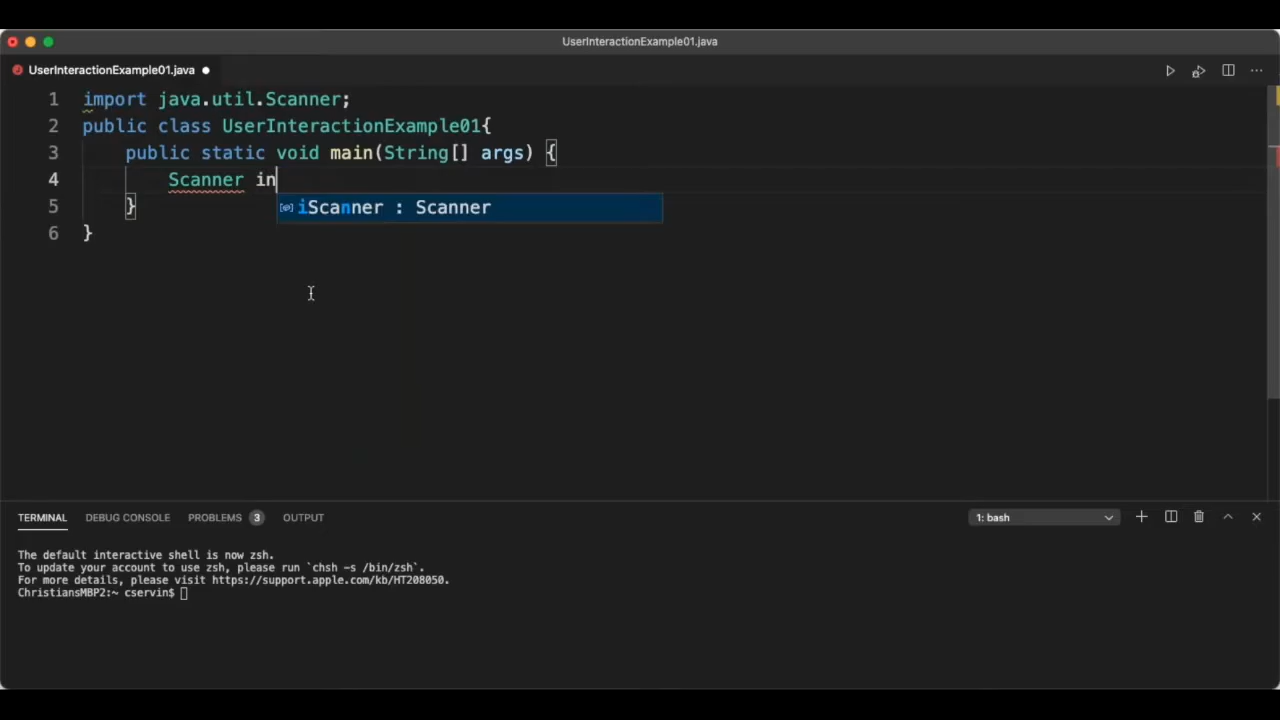 UserInteractionExample01.java
UserInteractionExample01.java
1 import java.util.Scanner;
2 public class UserInteractionExample01{
3 public static void main(String[] args) {
4 Scanner in
iScanner : Scanner
5 }
6 }
TERMINAL DEBUG CONSOLE PROBLEMS 3 OUTPUT 1: bash
The default interactive shell is now zsh.
To update your account to use zsh, please run `chsh -s /bin/zsh`.
For more details, please visit https://support.apple.com/kb/HT208050.
ChristiansMBP2:~ cservin$